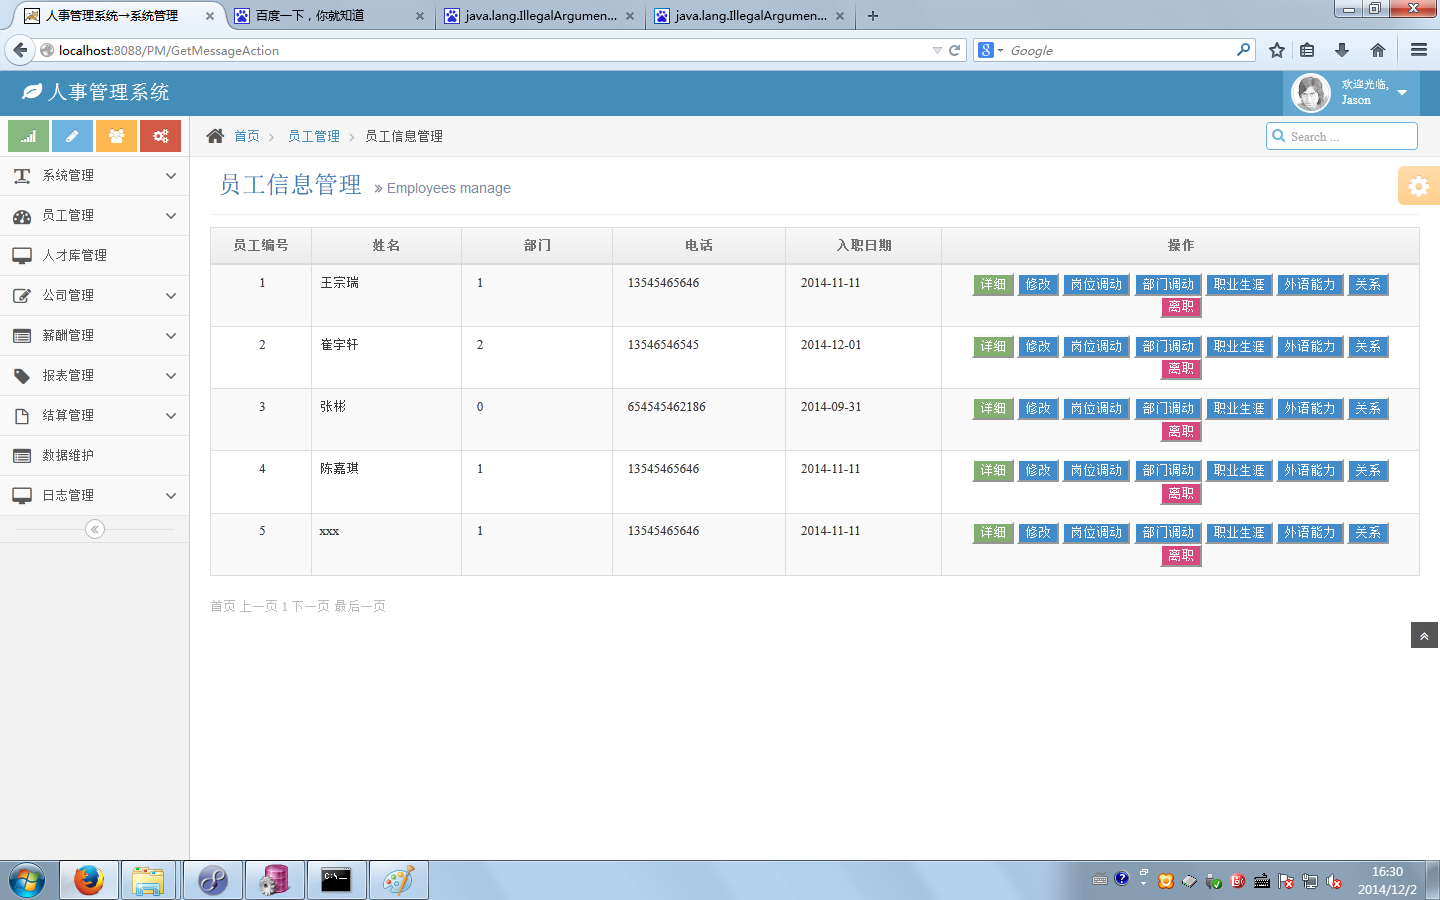 人事管理系统→系统管理
百度一下，你就知道
java.lang.IllegalArgumen...
java.lang.IllegalArgumen...
localhost:8088/PM/GetMessageAction
Google
人事管理系统
欢迎光临,
Jason
首页 员工管理 员工信息管理
Search ...
系统管理
员工管理
人才库管理
公司管理
薪酬管理
报表管理
结算管理
数据维护
日志管理
员工信息管理 Employees manage
员工编号 姓名 部门 电话 入职日期 操作
1 王宗瑞 1 13545465646 2014-11-11 详细 修改 岗位调动 部门调动 职业生涯 外语能力 关系
离职
2 崔宇轩 2 13546546545 2014-12-01 详细 修改 岗位调动 部门调动 职业生涯 外语能力 关系
离职
3 张彬 0 654545462186 2014-09-31 详细 修改 岗位调动 部门调动 职业生涯 外语能力 关系
离职
4 陈嘉琪 1 13545465646 2014-11-11 详细 修改 岗位调动 部门调动 职业生涯 外语能力 关系
离职
5 xxx 1 13545465646 2014-11-11 详细 修改 岗位调动 部门调动 职业生涯 外语能力 关系
离职
首页 上一页 1 下一页 最后一页
16:30
2014/12/2